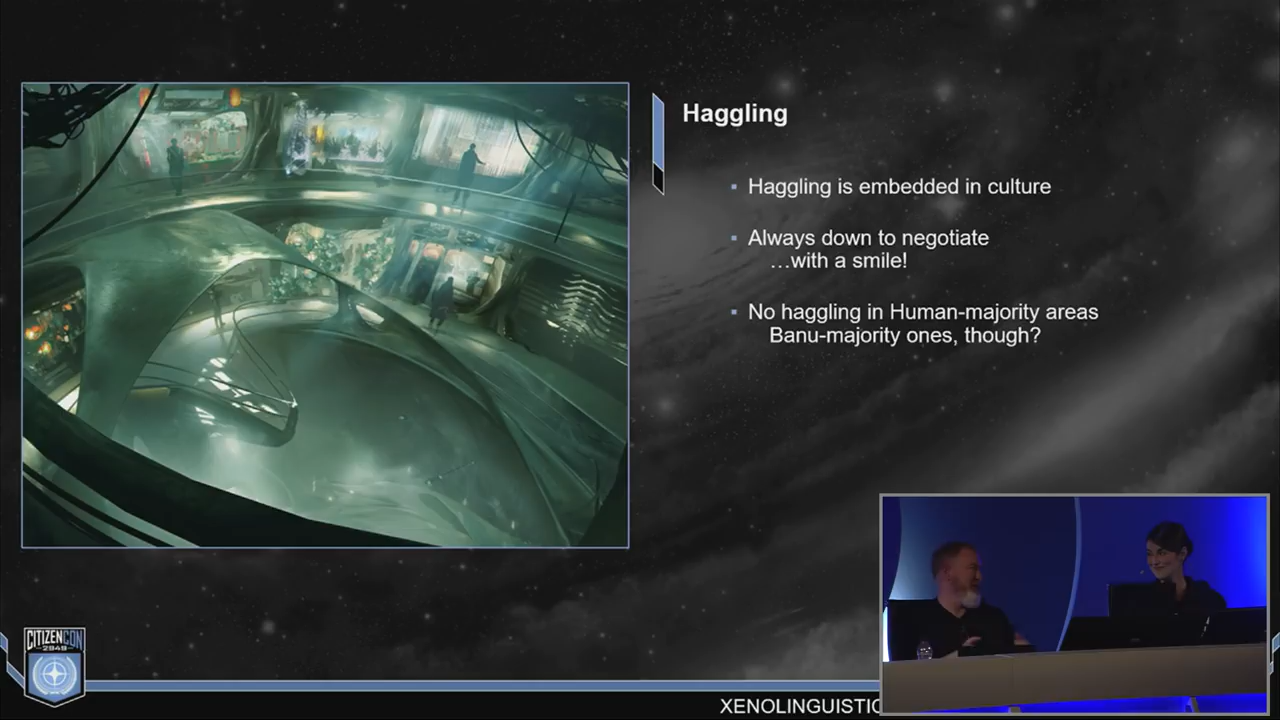 Haggling
▪ Haggling is embedded in culture
▪ Always down to negotiate
…with a smile!
▪ No haggling in Human-majority areas
Banu-majority ones, though?
CITIZENCON
2949
XENOLINGUISTIC